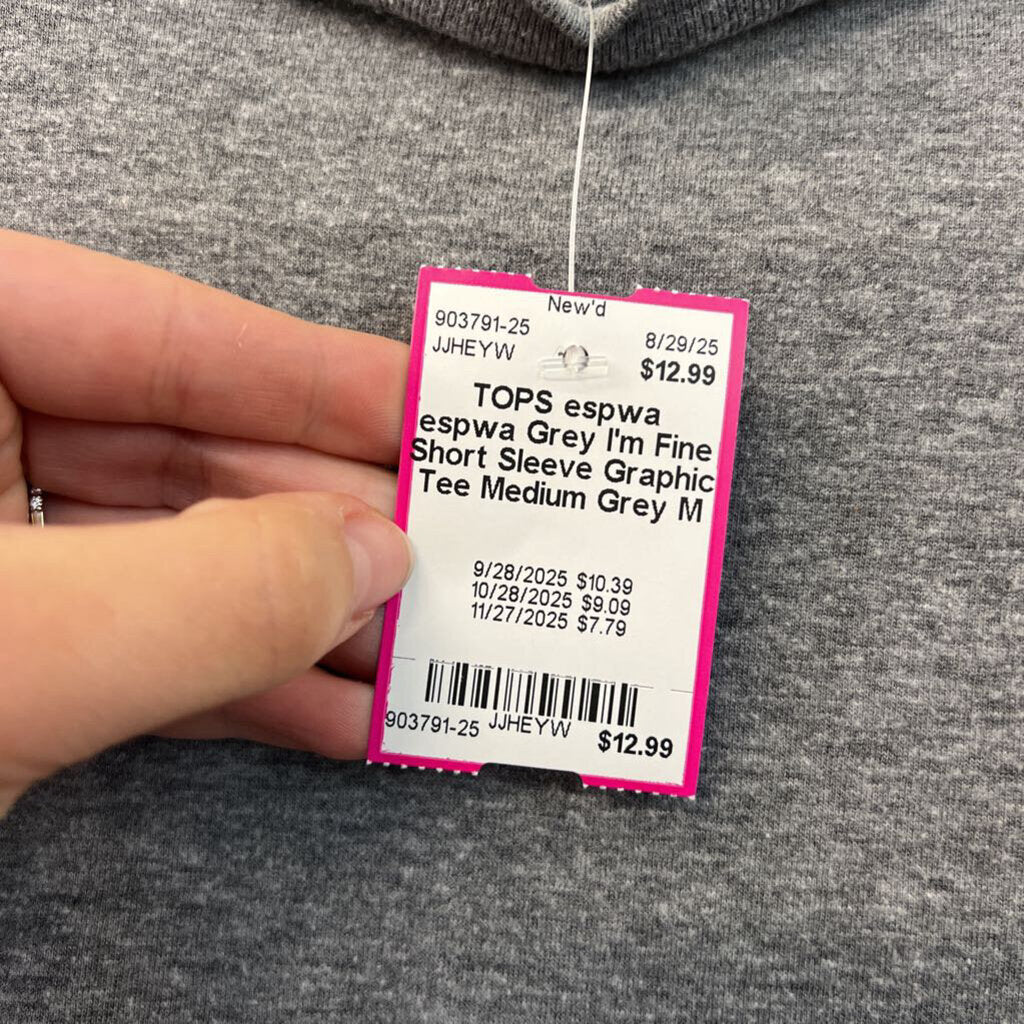 New'd
903791-25
8/29/25
JJHEYW
$12.99
TOPS espwa
espwa Grey I'm Fine
Short Sleeve Graphic
Tee Medium Grey M
9/28/2025 $10.39
10/28/2025 $9.09
11/27/2025 $7.79
903791-25 JJHEYW $12.99